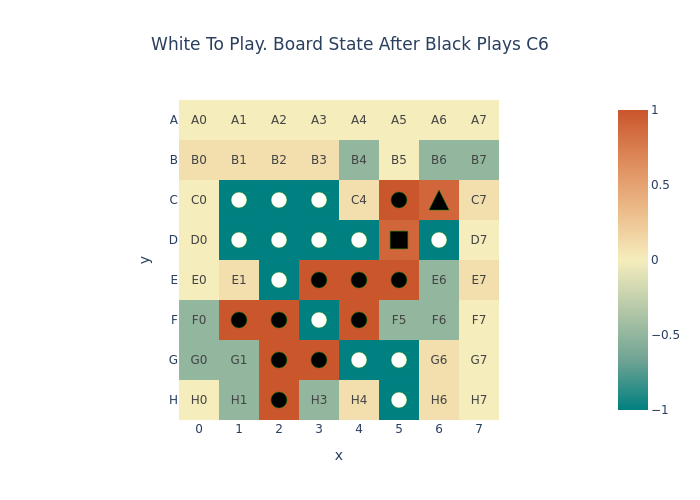 White To Play. Board State After Black Plays C6
A A0 A1 A2 A3 A4 A5 A6 A7
B B0 B1 B2 B3 B4 B5 B6 B7
C C0 C4 C7
D D0 D7
E E0 E1 E6 E7
F F0 F5 F6 F7
G G0 G1 G6 G7
H H0 H1 H3 H4 H6 H7
0 1 2 3 4 5 6 7
x
y
1
0.5
0
−0.5
−1